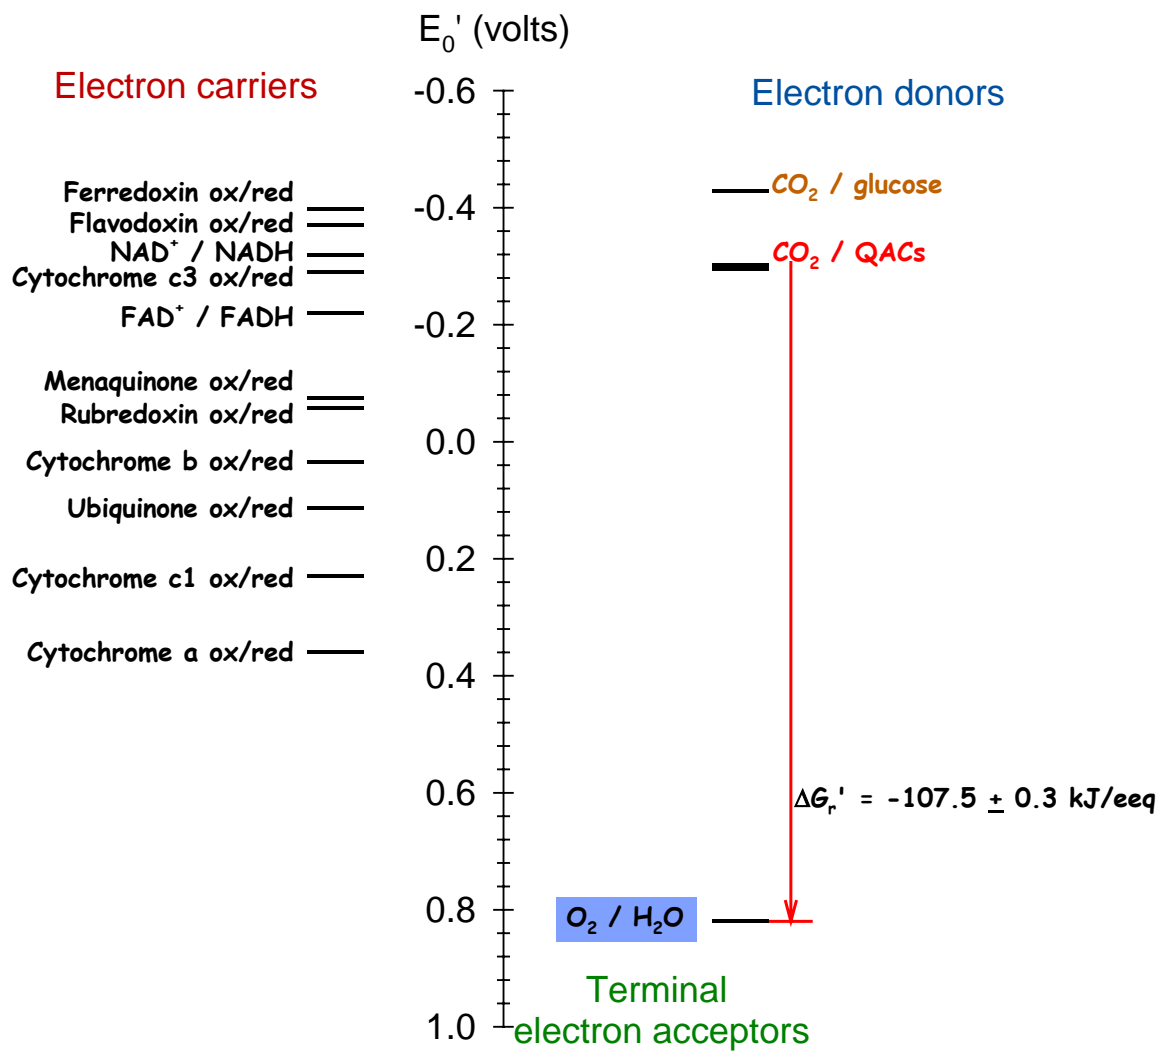 E₀' (volts)
Electron carriers
Electron donors
-0.6
-0.4
-0.2
0.0
0.2
0.4
0.6
0.8
1.0
Ferredoxin ox/red
Flavodoxin ox/red
NAD⁺ / NADH
Cytochrome c3 ox/red
FAD⁺ / FADH
Menaquinone ox/red
Rubredoxin ox/red
Cytochrome b ox/red
Ubiquinone ox/red
Cytochrome c1 ox/red
Cytochrome a ox/red
CO₂ / glucose
CO₂ / QACs
ΔGᵣ' = -107.5 ± 0.3 kJ/eeq
O₂ / H₂O
Terminal
electron acceptors